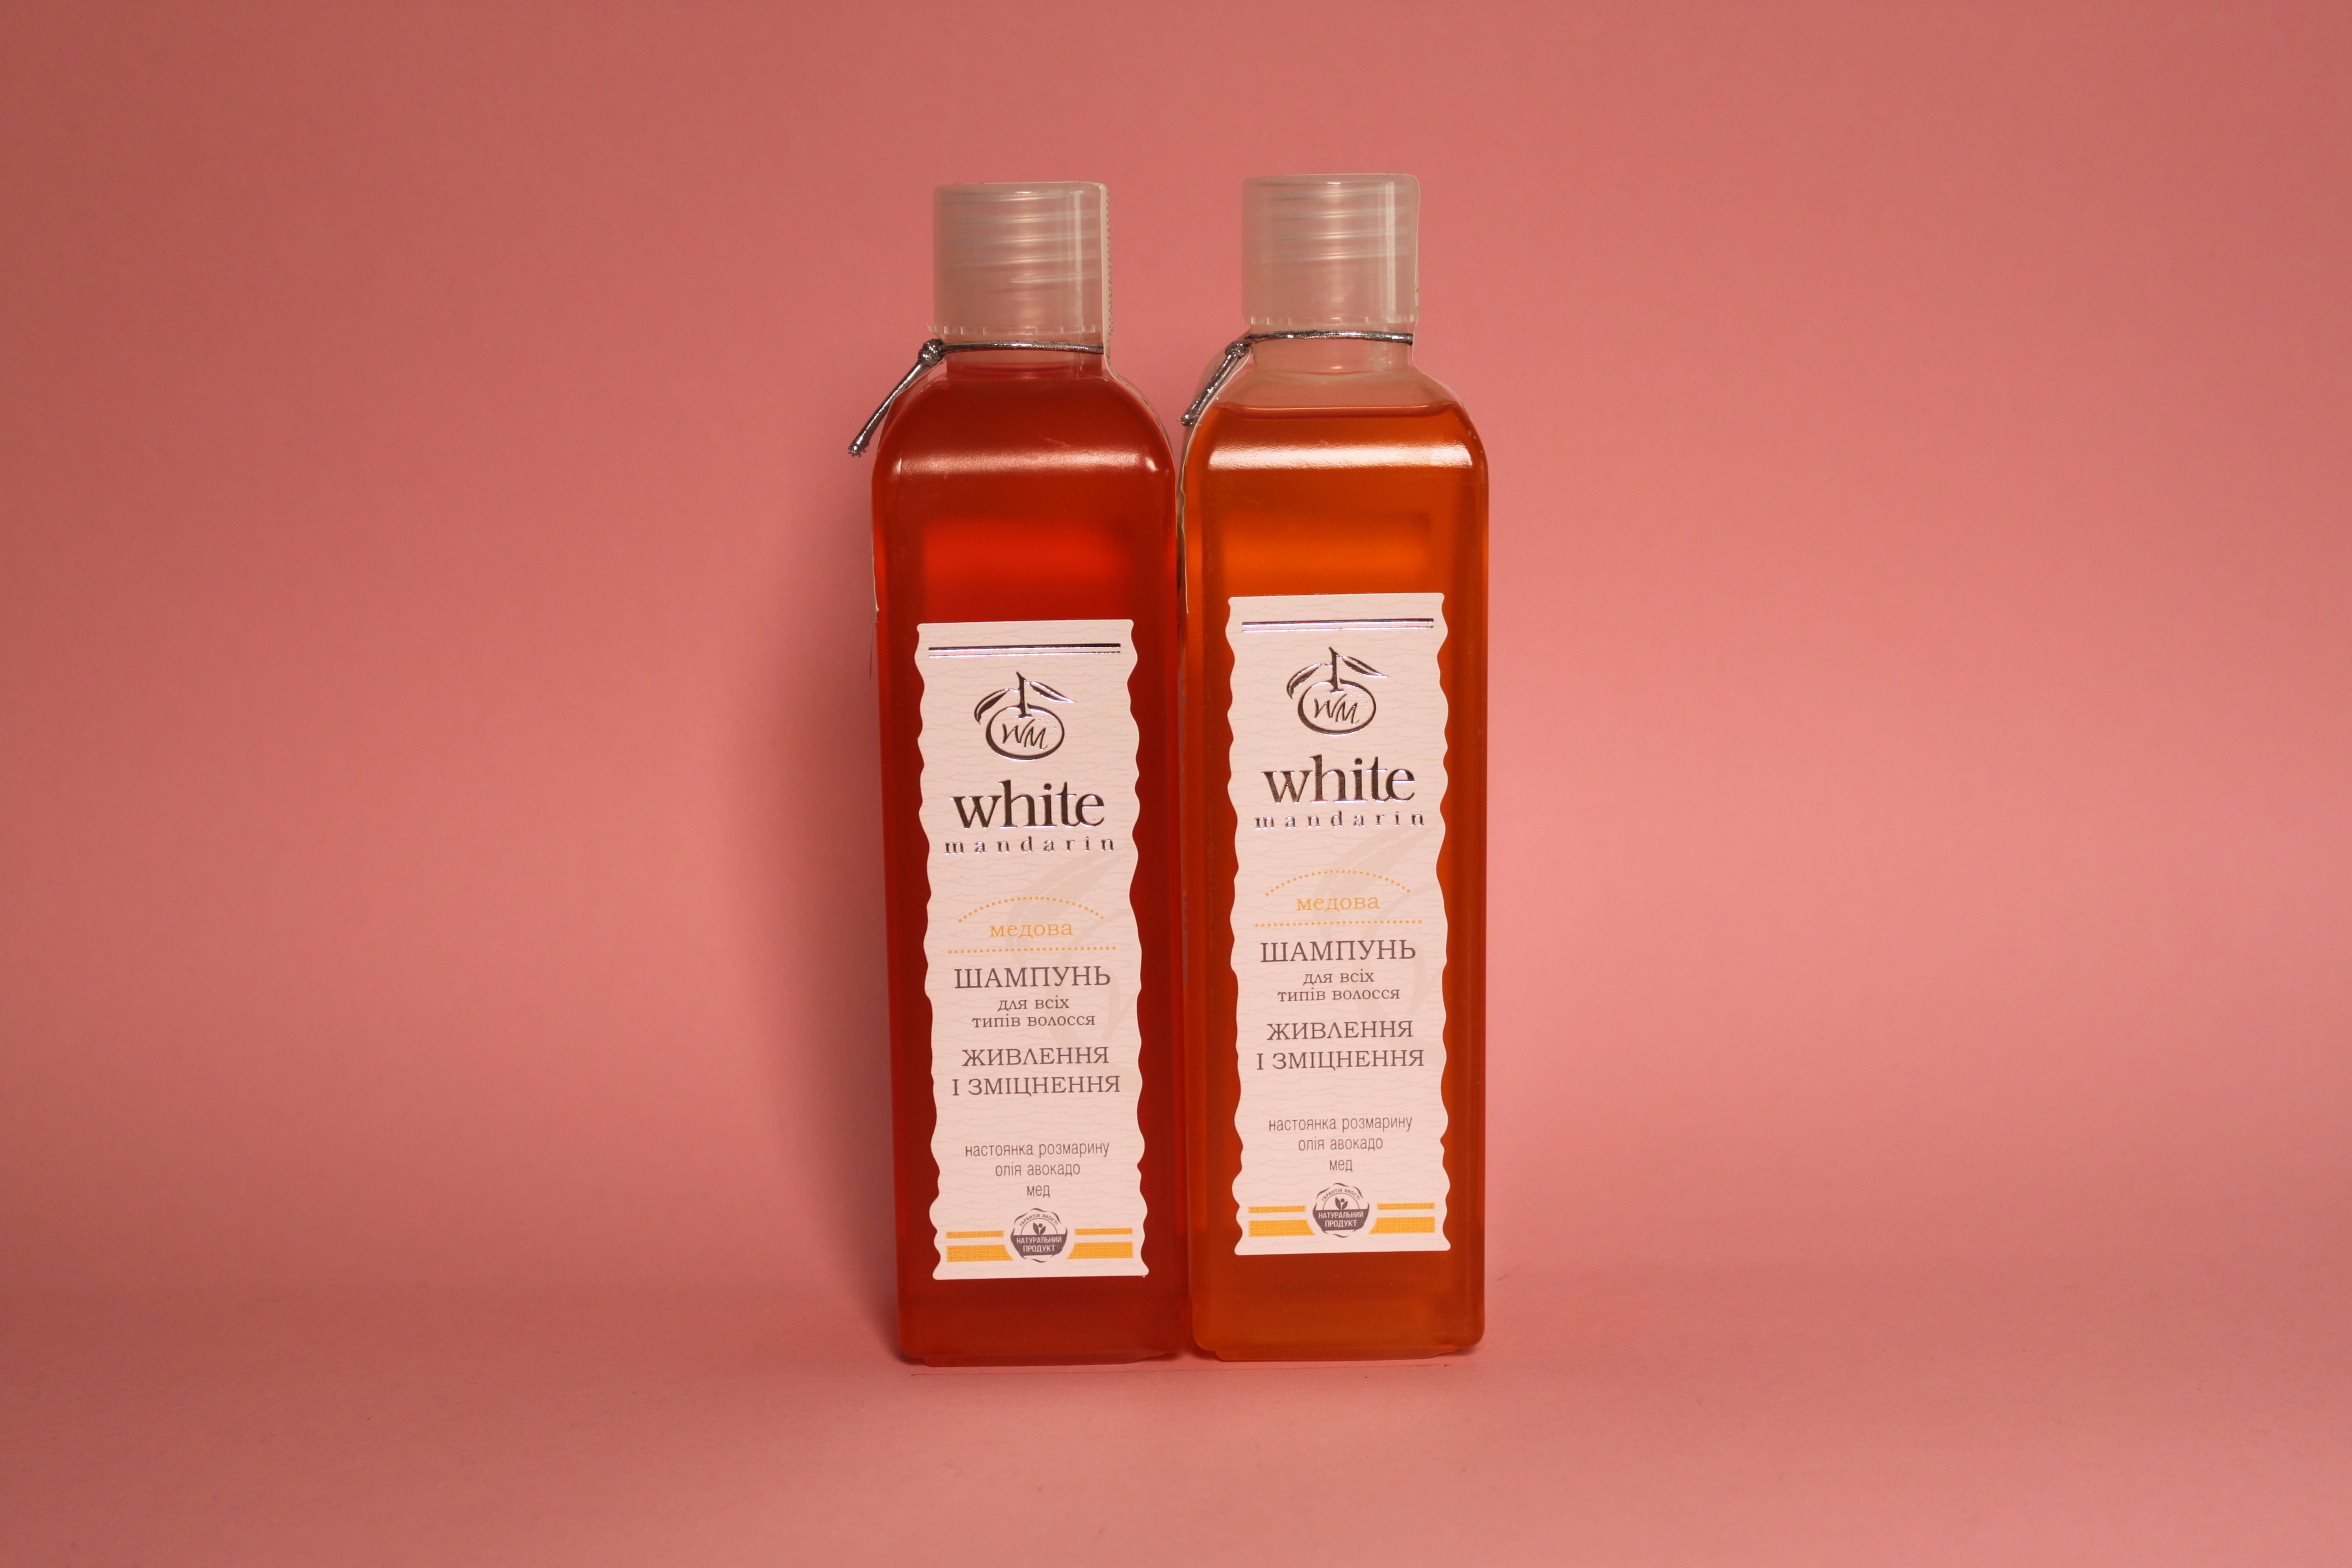 WM
white
mandarin
медова
ШАМПУНЬ
для всіх
типів волосся
ЖИВЛЕННЯ
І ЗМІЦНЕННЯ
настоянка розмарину
олія авокадо
мед
НАТУРАЛЬНИЙ
ПРОДУКТ
WM
white
mandarin
медова
ШАМПУНЬ
для всіх
типів волосся
ЖИВЛЕННЯ
І ЗМІЦНЕННЯ
настоянка розмарину
олія авокадо
мед
НАТУРАЛЬНИЙ
ПРОДУКТ